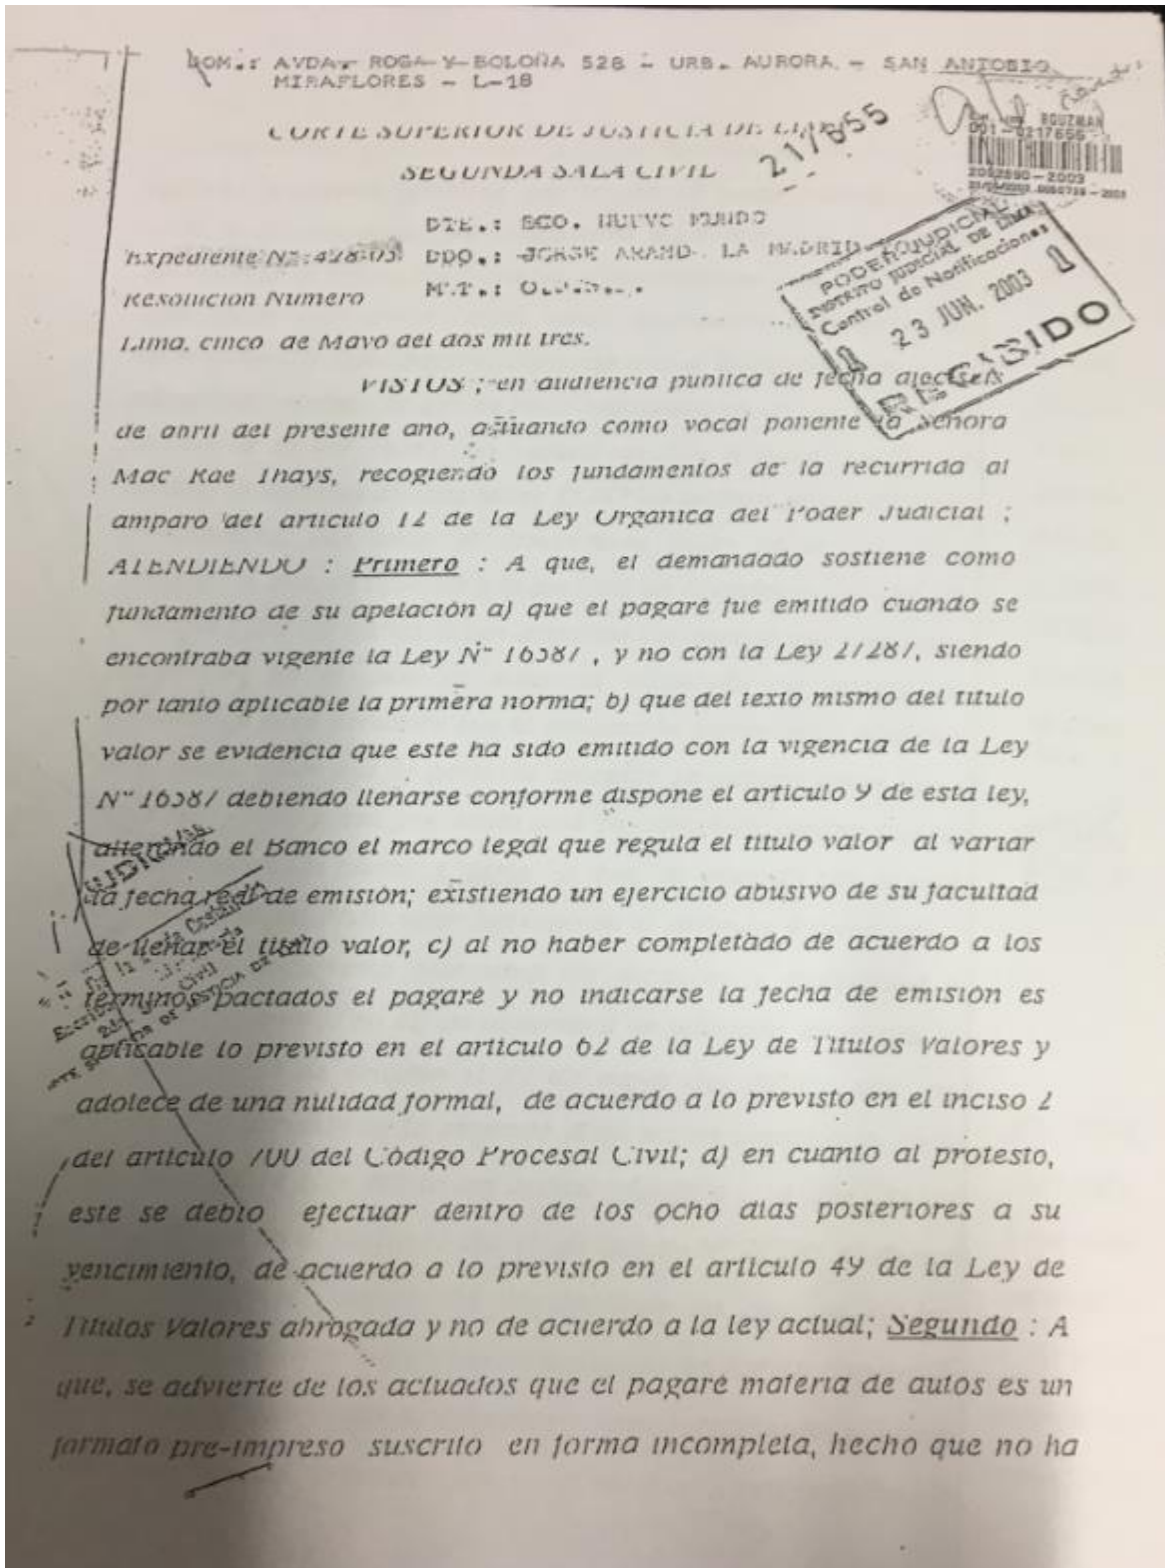 DOM.: AVDA. ROCA Y BOLOÑA 528 - URB. AURORA - SAN ANTONIO
MIRAFLORES - L-18
CORTE SUPERIOR DE JUSTICIA DE
217655
SEGUNDA SALA CIVIL
DTE.: BCO. NUEVO MUNDO
Expediente N°:428-03 DDO.: JORGE LA MADRID
Resolucion Numero M.T.:
PODER JUDICIAL
DISTRITO JUDICIAL DE LIMA
Central de Notificaciones
23 JUN. 2003
RECIBIDO
Lima, cinco de Mayo del dos mil tres.
VISTOS ; en audiencia publica de fecha
de abril del presente ano, actuando como vocal ponente la Señora
Mac Rae Thays, recogiendo los fundamentos de la recurrida al
amparo del articulo 12 de la Ley Organica del Poder Judicial ;
ATENDIENDO : Primero : A que, el demandado sostiene como
fundamento de su apelación a) que el pagaré fue emitido cuando se
encontraba vigente la Ley N° 16587 , y no con la Ley 27287, siendo
por tanto aplicable la primera norma; b) que del texto mismo del titulo
valor se evidencia que este ha sido emitido con la vigencia de la Ley
N° 16587 debiendo llenarse conforme dispone el articulo 9 de esta ley,
alterando el Banco el marco legal que regula el titulo valor al variar
la fecha real de emisión; existiendo un ejercicio abusivo de su facultad
de llenar el titulo valor, c) al no haber completado de acuerdo a los
términos pactados el pagaré y no indicarse la fecha de emisión es
aplicable lo previsto en el articulo 62 de la Ley de Titulos Valores y
adolece de una nulidad formal, de acuerdo a lo previsto en el inciso 2
del articulo 700 del Código Procesal Civil; d) en cuanto al protesto,
este se debio efectuar dentro de los ocho dias posteriores a su
vencimiento, de acuerdo a lo previsto en el articulo 49 de la Ley de
Titulos Valores abrogada y no de acuerdo a la ley actual; Segundo : A
que, se advierte de los actuados que el pagaré materia de autos es un
formato pre-impreso suscrito en forma incompleta, hecho que no ha